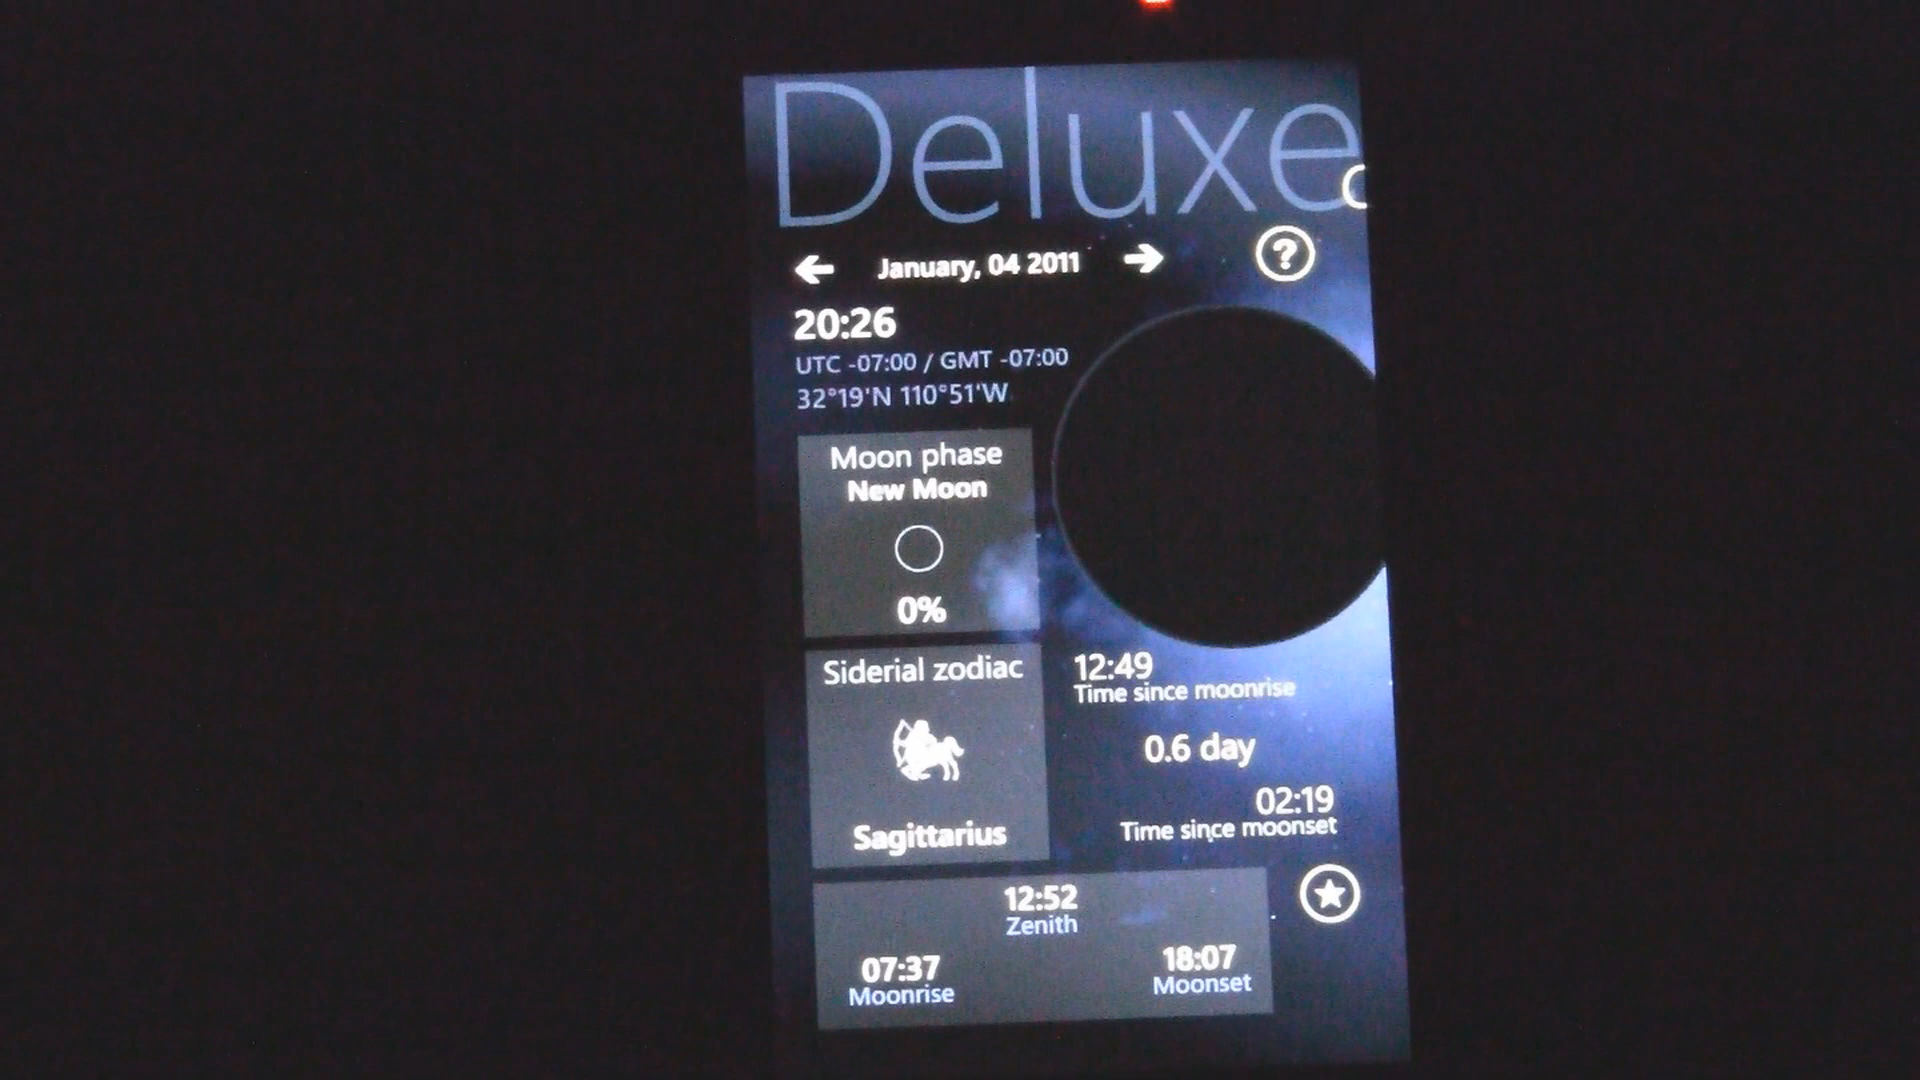 Deluxe
January, 04 2011
?
20:26
UTC -07:00 / GMT -07:00
32°19'N 110°51'W
Moon phase
New Moon
0%
Siderial zodiac
Sagittarius
12:49
Time since moonrise
0.6 day
02:19
Time since moonset
12:52
Zenith
07:37
Moonrise
18:07
Moonset